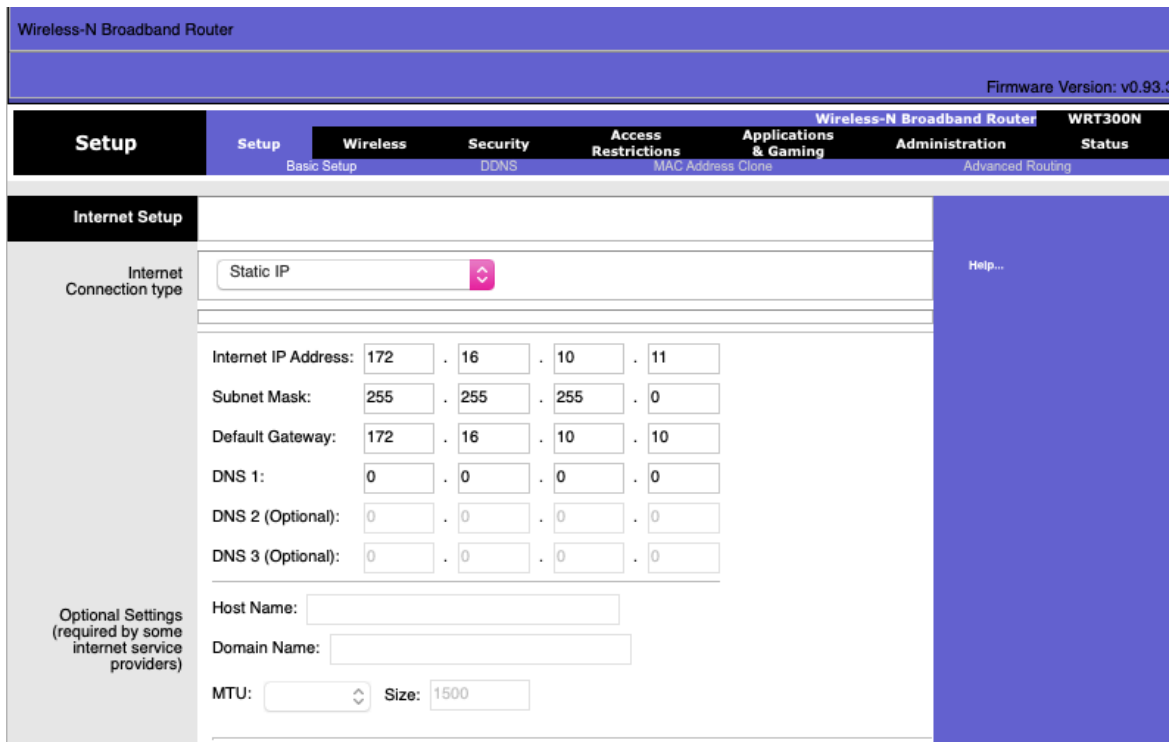 Wireless-N Broadband Router
Firmware Version: v0.93.3
Wireless-N Broadband Router WRT300N
Setup
Setup Wireless Security Access Restrictions Applications & Gaming Administration Status
Basic Setup DDNS MAC Address Clone Advanced Routing
Internet Setup
Internet Connection type
Static IP
Help...
Internet IP Address: 172 . 16 . 10 . 11
Subnet Mask: 255 . 255 . 255 . 0
Default Gateway: 172 . 16 . 10 . 10
DNS 1: 0 . 0 . 0 . 0
DNS 2 (Optional): 0 . 0 . 0 . 0
DNS 3 (Optional): 0 . 0 . 0 . 0
Optional Settings
(required by some
internet service
providers)
Host Name:
Domain Name:
MTU: Size: 1500